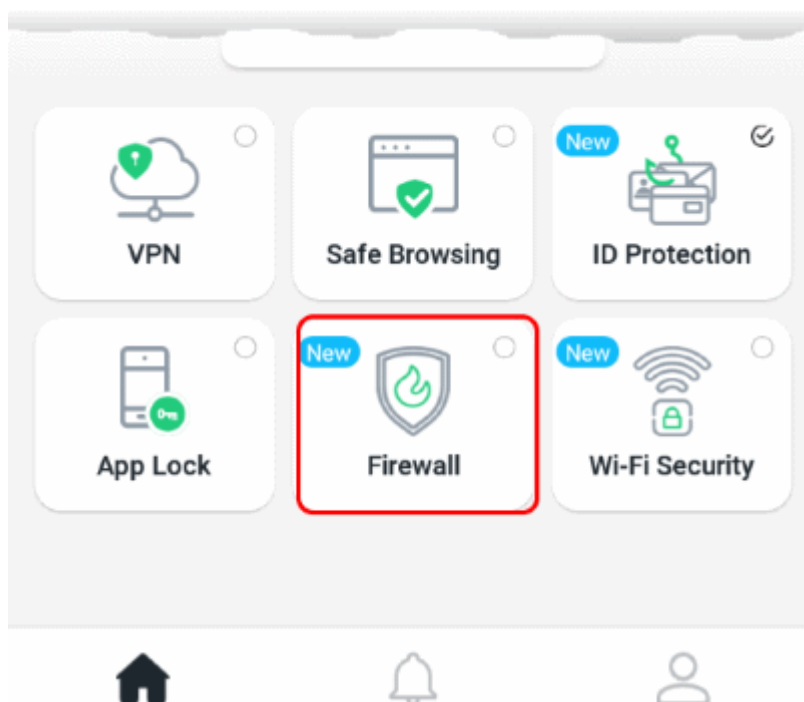 VPN
Safe Browsing
New
ID Protection
App Lock
New
Firewall
New
Wi-Fi Security